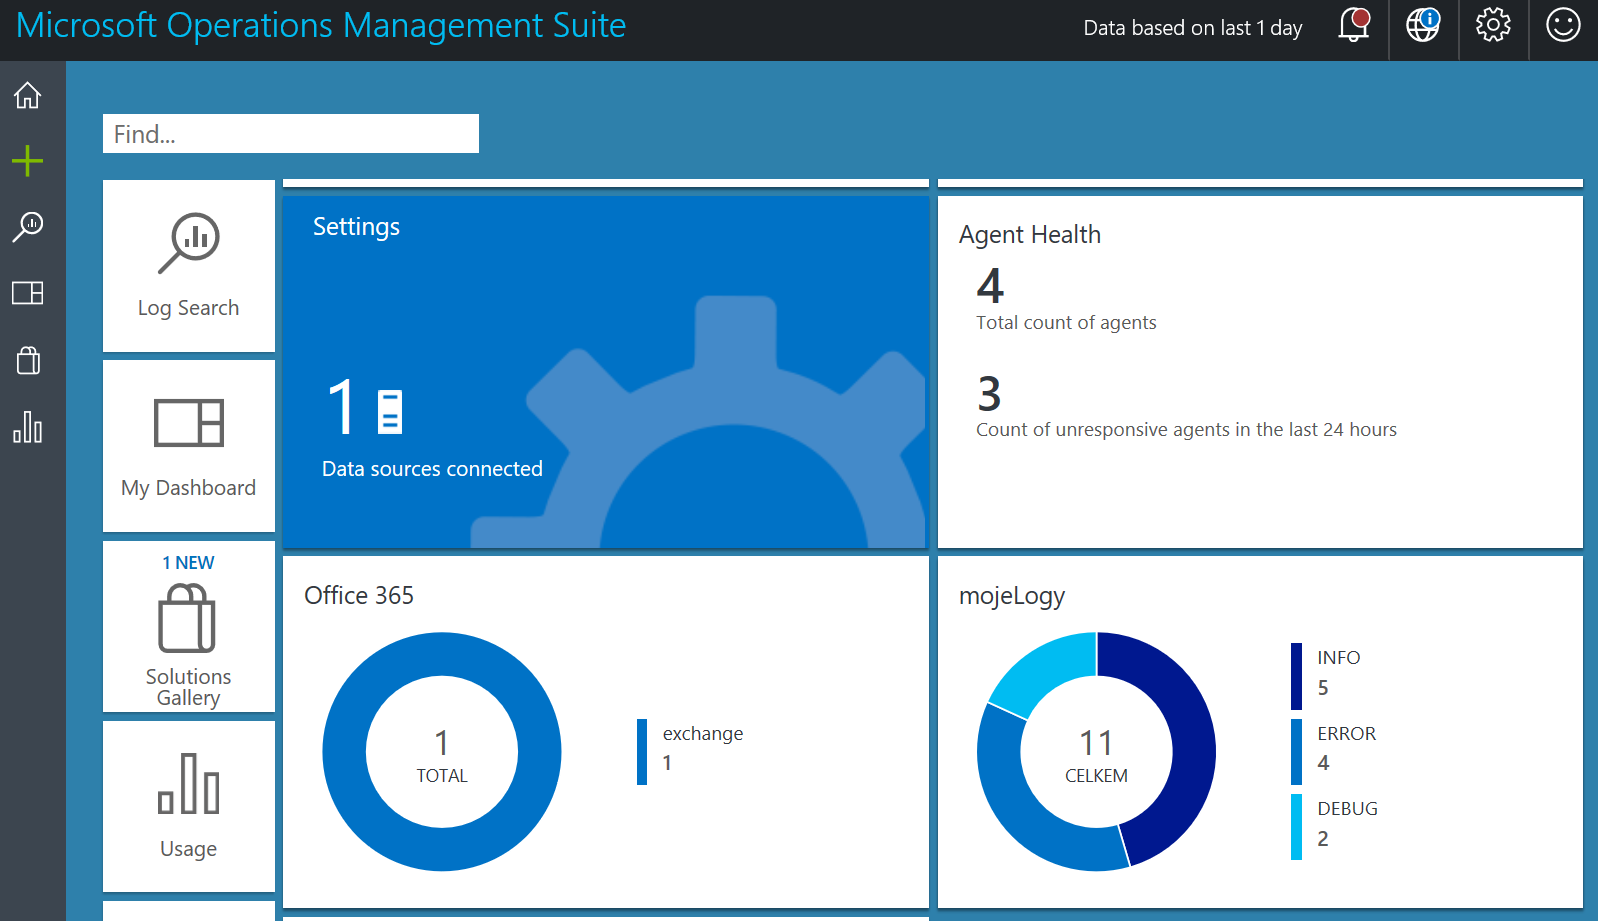 Microsoft Operations Management Suite
Data based on last 1 day
i
Find...
Log Search
My Dashboard
1 NEW
Solutions
Gallery
Usage
Settings
1
Data sources connected
Agent Health
4
Total count of agents
3
Count of unresponsive agents in the last 24 hours
Office 365
1
TOTAL
exchange
1
mojeLogy
11
CELKEM
INFO
5
ERROR
4
DEBUG
2